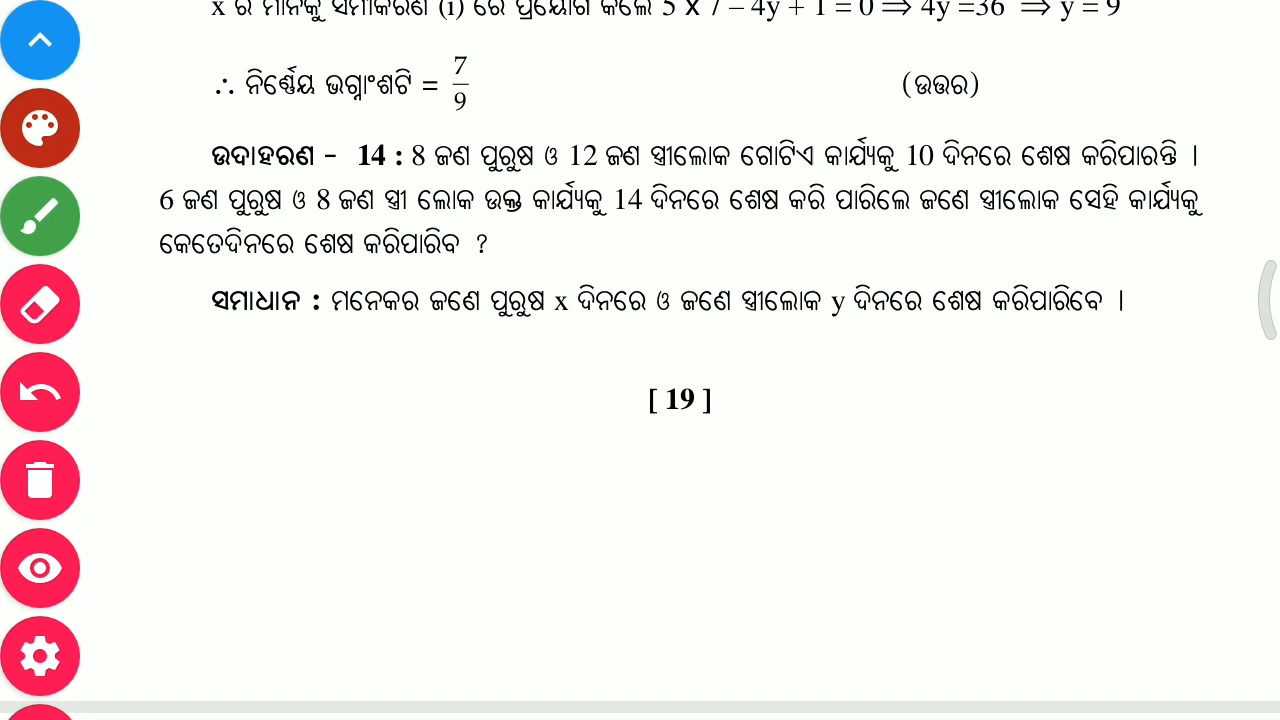 x ର ମାନକୁ ସମୀକରଣ (i) ରେ ପ୍ରୟୋଗ କଲେ 5 x 7 – 4y + 1 = 0 ⇒ 4y =36 ⇒ y = 9
∴ ନିର୍ଣ୍ଣେୟ ଭଗ୍ନାଂଶଟି = 7/9 (ଉତ୍ତର)
ଉଦାହରଣ - 14 : 8 ଜଣ ପୁରୁଷ ଓ 12 ଜଣ ସ୍ତ୍ରୀଲୋକ ଗୋଟିଏ କାର୍ଯ୍ୟକୁ 10 ଦିନରେ ଶେଷ କରିପାରନ୍ତି ।
6 ଜଣ ପୁରୁଷ ଓ 8 ଜଣ ସ୍ତ୍ରୀ ଲୋକ ଉକ୍ତ କାର୍ଯ୍ୟକୁ 14 ଦିନରେ ଶେଷ କରି ପାରିଲେ ଜଣେ ସ୍ତ୍ରୀଲୋକ ସେହି କାର୍ଯ୍ୟକୁ
କେତେଦିନରେ ଶେଷ କରିପାରିବ ?
ସମାଧାନ : ମନେକର ଜଣେ ପୁରୁଷ x ଦିନରେ ଓ ଜଣେ ସ୍ତ୍ରୀଲୋକ y ଦିନରେ ଶେଷ କରିପାରିବେ ।
[ 19 ]